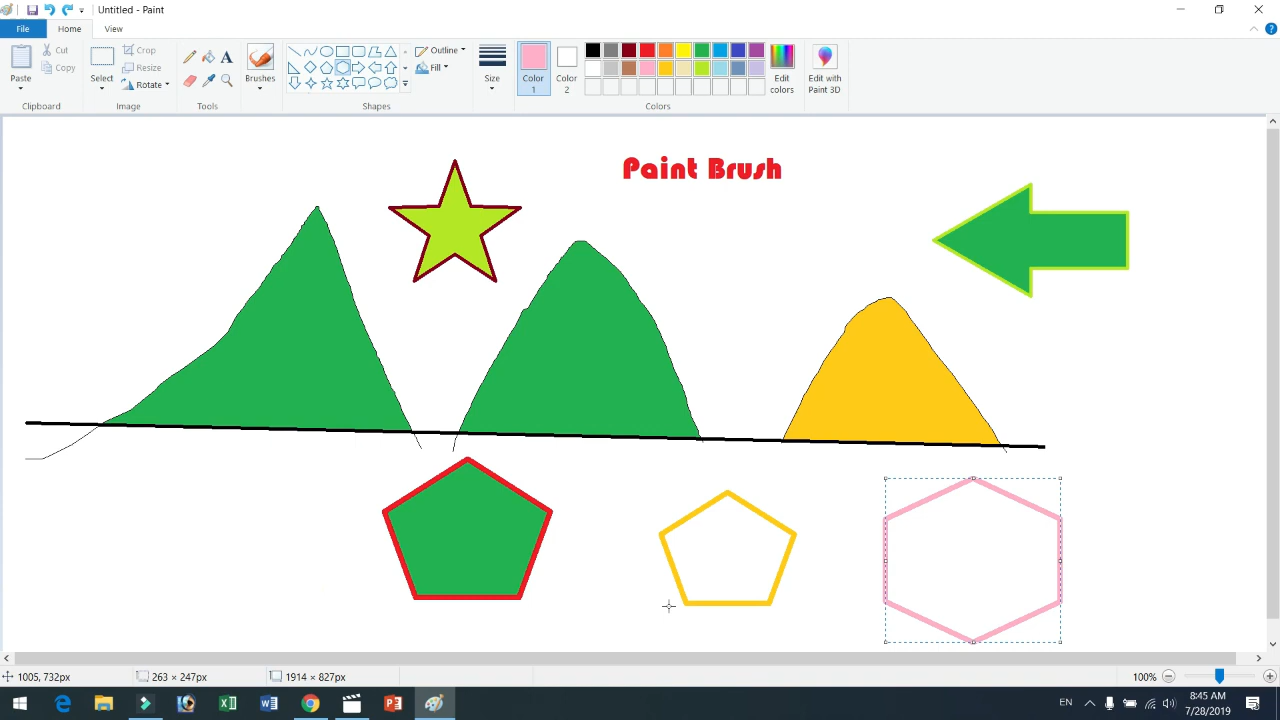 Untitled - Paint
File
Home
View
Paste
Cut
Copy
Clipboard
Select
Crop
Resize
Rotate
Image
A
Tools
Brushes
Outline
Fill
Shapes
Size
Color 1
Color 2
Edit colors
Colors
Edit with Paint 3D
Paint Brush
1005, 732px
263 × 247px
1914 × 827px
100%
EN
8:45 AM
7/28/2019